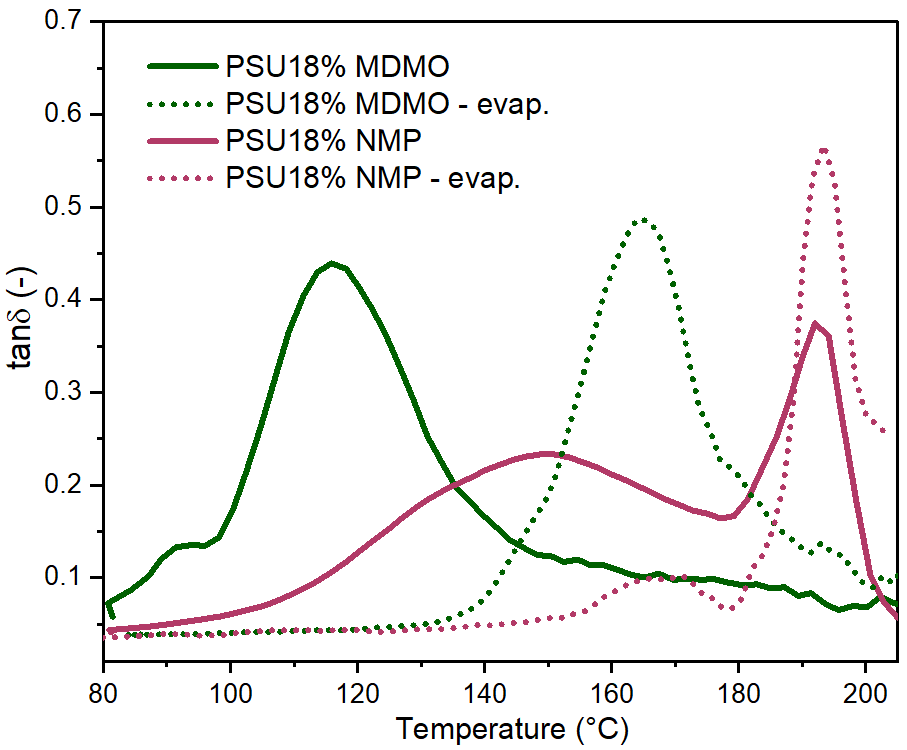 0.7
0.6
0.5
0.4
0.3
0.2
0.1
tanδ (-)
PSU18% MDMO
PSU18% MDMO - evap.
PSU18% NMP
PSU18% NMP - evap.
80 100 120 140 160 180 200
Temperature (°C)